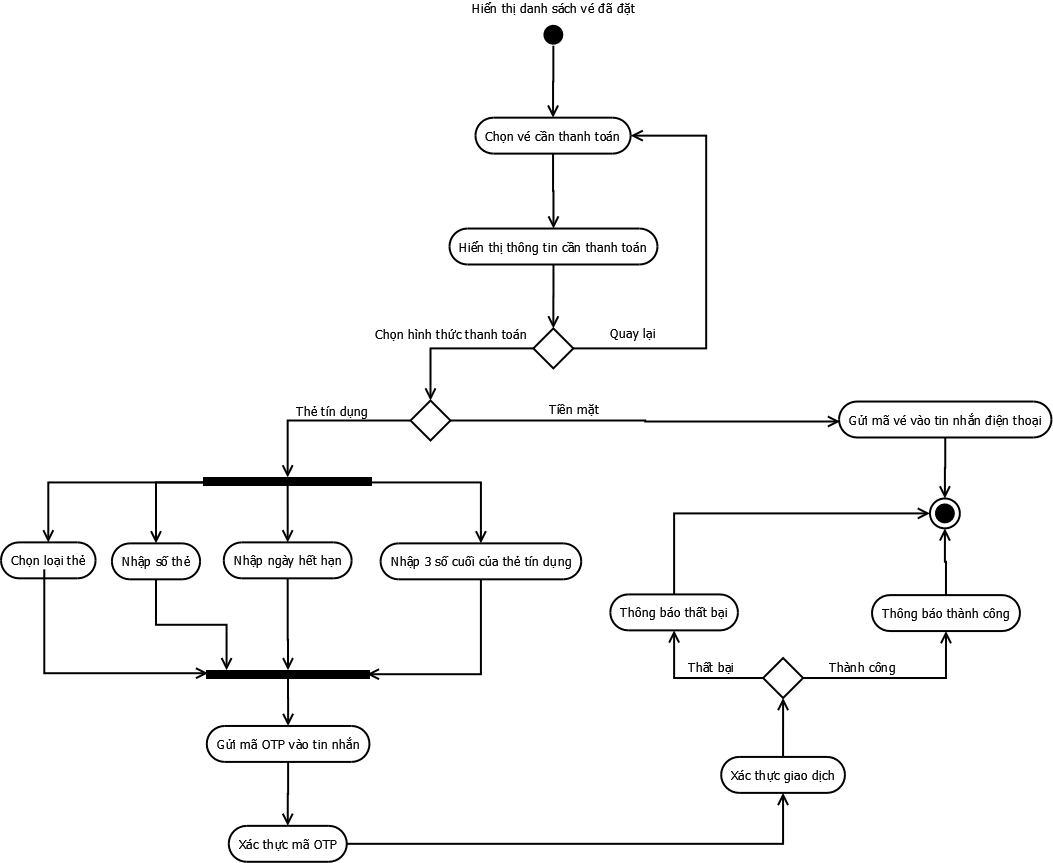 Hiển thị danh sách vé đã đặt
Chọn vé cần thanh toán
Hiển thị thông tin cần thanh toán
Chọn hình thức thanh toán
Quay lại
Thẻ tín dụng
Tiền mặt
Gửi mã vé vào tin nhắn điện thoại
Chọn loại thẻ
Nhập số thẻ
Nhập ngày hết hạn
Nhập 3 số cuối của thẻ tín dụng
Thông báo thất bại
Thông báo thành công
Thất bại
Thành công
Gửi mã OTP vào tin nhắn
Xác thực giao dịch
Xác thực mã OTP